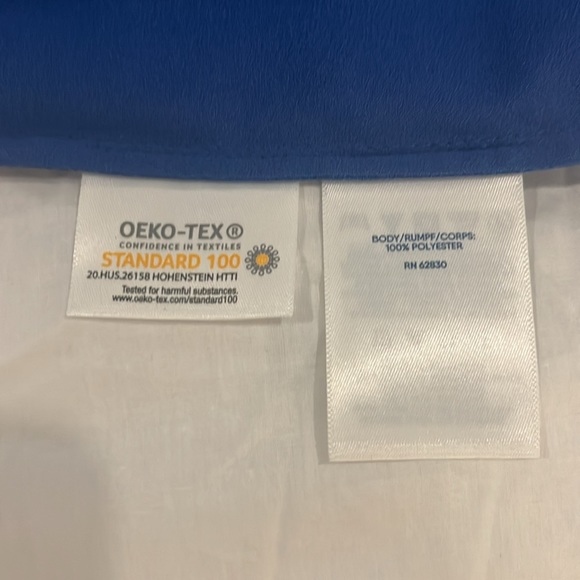 OEKO-TEX®
CONFIDENCE IN TEXTILES
STANDARD 100
20.HUS.26158 HOHENSTEIN HTTI
Tested for harmful substances.
www.oeko-tex.com/standard100
BODY/RUMPF/CORPS:
100% POLYESTER
RN 62830